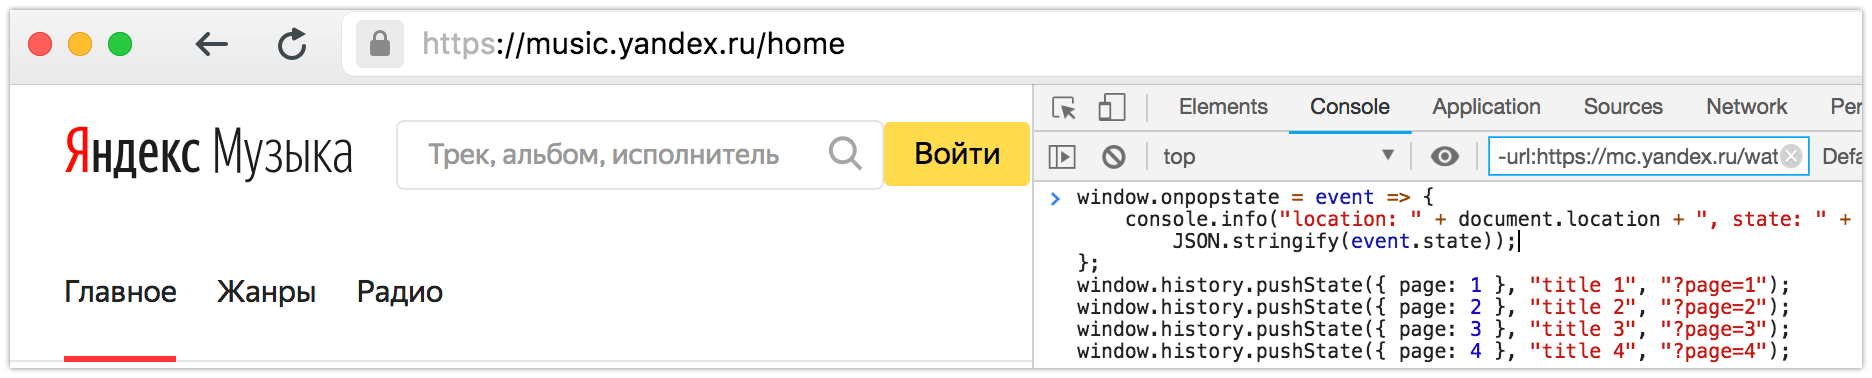 https://music.yandex.ru/home
Яндекс Музыка
Трек, альбом, исполнитель
Войти
Главное Жанры Радио
Elements Console Application Sources Network Per
top -url:https://mc.yandex.ru/wat Defa
window.onpopstate = event => {
console.info("location: " + document.location + ", state: " +
JSON.stringify(event.state));
};
window.history.pushState({ page: 1 }, "title 1", "?page=1");
window.history.pushState({ page: 2 }, "title 2", "?page=2");
window.history.pushState({ page: 3 }, "title 3", "?page=3");
window.history.pushState({ page: 4 }, "title 4", "?page=4");